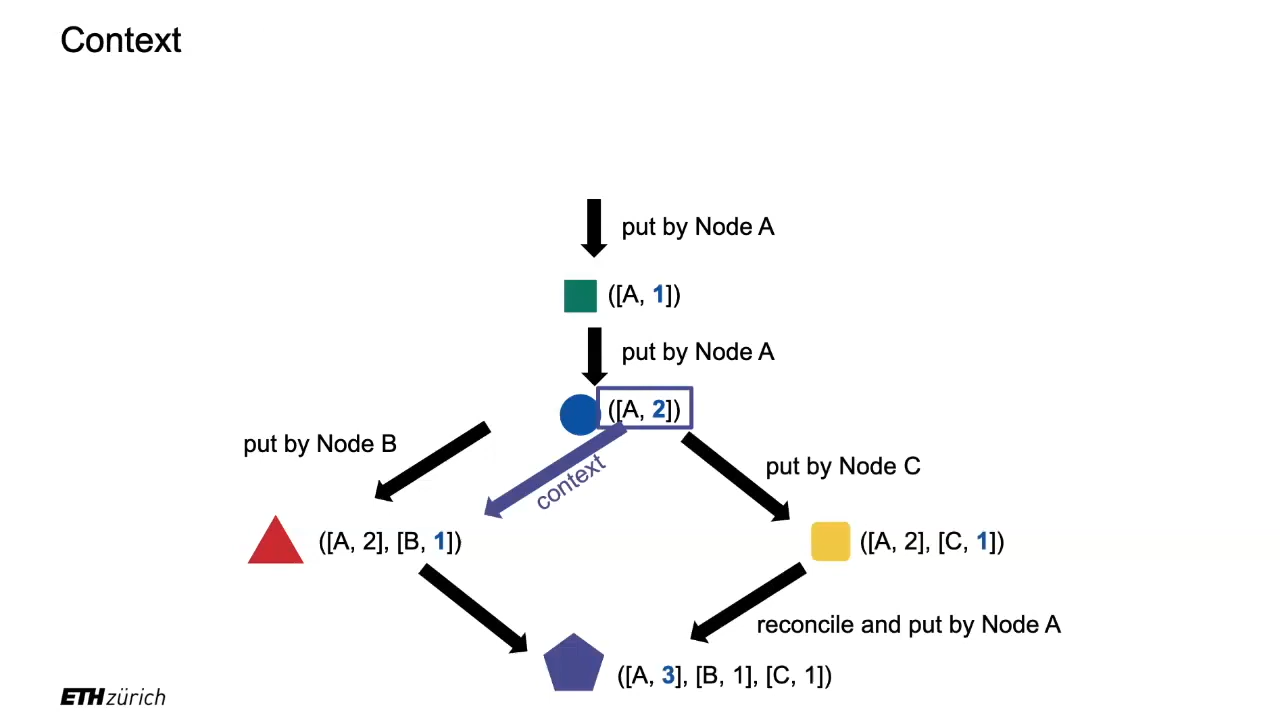 Context
put by Node A
([A, 1])
put by Node A
([A, 2])
put by Node B
context
put by Node C
([A, 2], [B, 1])
([A, 2], [C, 1])
reconcile and put by Node A
([A, 3], [B, 1], [C, 1])
ETH zürich